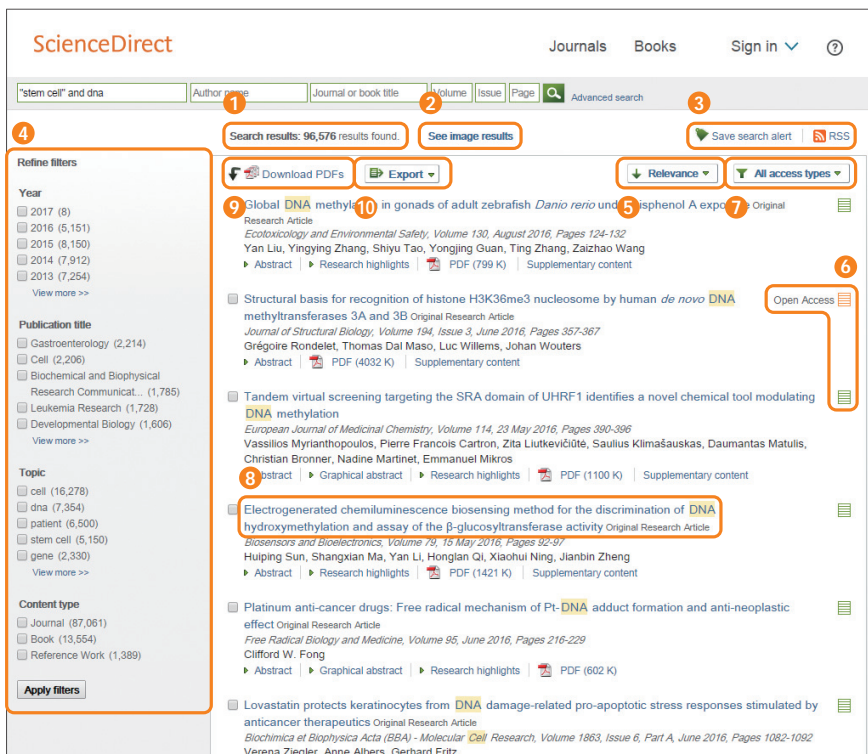 ScienceDirect
Journals Books Sign in ?
"stem cell" and dna Author name Journal or book title Volume Issue Page Advanced search
1 2 3
4
Search results: 96,576 results found. See image results Save search alert RSS
Refine filters
Year
2017 (8)
2016 (5,151)
2015 (8,150)
2014 (7,912)
2013 (7,254)
View more >>
Publication title
Gastroenterology (2,214)
Cell (2,206)
Biochemical and Biophysical
Research Communicat... (1,785)
Leukemia Research (1,728)
Developmental Biology (1,606)
View more >>
Topic
cell (16,278)
dna (7,354)
patient (6,500)
stem cell (5,150)
gene (2,330)
View more >>
Content type
Journal (87,061)
Book (13,554)
Reference Work (1,389)
Apply filters
Download PDFs Export Relevance All access types
9 10 5 7
Global DNA methylation in gonads of adult zebrafish Danio rerio under bisphenol A exposure Original
Research Article
Ecotoxicology and Environmental Safety, Volume 130, August 2016, Pages 124-132
Yan Liu, Yingying Zhang, Shiyu Tao, Yongjing Guan, Ting Zhang, Zaizhao Wang
Abstract Research highlights PDF (799 K) Supplementary content
6
Structural basis for recognition of histone H3K36me3 nucleosome by human de novo DNA Open Access
methyltransferases 3A and 3B Original Research Article
Journal of Structural Biology, Volume 194, Issue 3, June 2016, Pages 357-367
Grégoire Rondelet, Thomas Dal Maso, Luc Willems, Johan Wouters
Abstract PDF (4032 K) Supplementary content
Tandem virtual screening targeting the SRA domain of UHRF1 identifies a novel chemical tool modulating
DNA methylation
European Journal of Medicinal Chemistry, Volume 114, 23 May 2016, Pages 390-396
Vassilios Myrianthopoulos, Pierre Francois Cartron, Zita Liutkevičiūtė, Saulius Klimašauskas, Daumantas Matulis,
Christian Bronner, Nadine Martinet, Emmanuel Mikros
Abstract Graphical abstract Research highlights PDF (1100 K) Supplementary content
8
Electrogenerated chemiluminescence biosensing method for the discrimination of DNA
hydroxymethylation and assay of the β-glucosyltransferase activity Original Research Article
Biosensors and Bioelectronics, Volume 79, 15 May 2016, Pages 92-97
Huiping Sun, Shangxian Ma, Yan Li, Honglan Qi, Xiaohui Ning, Jianbin Zheng
Abstract Research highlights PDF (1421 K) Supplementary content
Platinum anti-cancer drugs: Free radical mechanism of Pt-DNA adduct formation and anti-neoplastic
effect Original Research Article
Free Radical Biology and Medicine, Volume 95, June 2016, Pages 216-229
Clifford W. Fong
Abstract Graphical abstract Research highlights PDF (602 K)
Lovastatin protects keratinocytes from DNA damage-related pro-apoptotic stress responses stimulated by
anticancer therapeutics Original Research Article
Biochimica et Biophysica Acta (BBA) - Molecular Cell Research, Volume 1863, Issue 6, Part A, June 2016, Pages 1082-1092
Verena Ziegler, Anne Albers, Gerhard Fritz